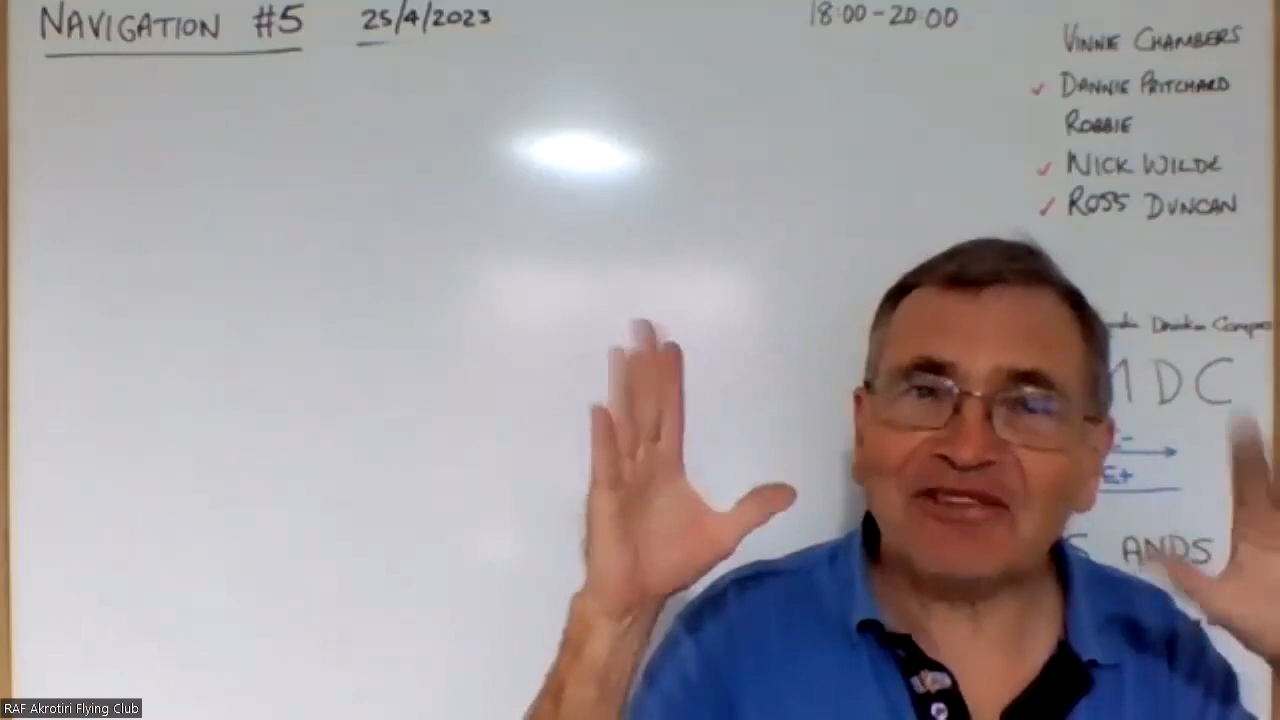 NAVIGATION #5 25/4/2023 18:00-20:00
VINNIE CHAMBERS
✓ DANNIE PRITCHARD
ROBBIE
✓ NICK WILDE
✓ ROSS DUNCAN
DC
E+
ANDS
RAF Akrotiri Flying Club